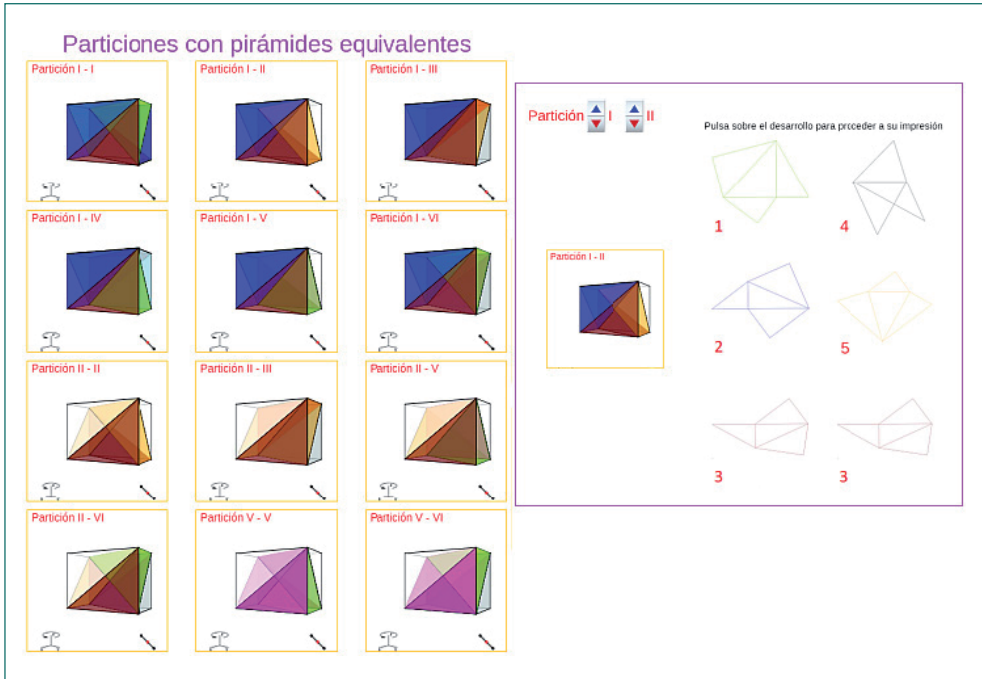 Particiones con pirámides equivalentes
Partición I - I
Partición I - II
Partición I - III
Partición I - IV
Partición I - V
Partición I - VI
Partición II - II
Partición II - III
Partición II - V
Partición II - VI
Partición V - V
Partición V - VI
Partición I II
Pulsa sobre el desarrollo para proceder a su impresión
1
4
Partición I - II
2
5
3
3